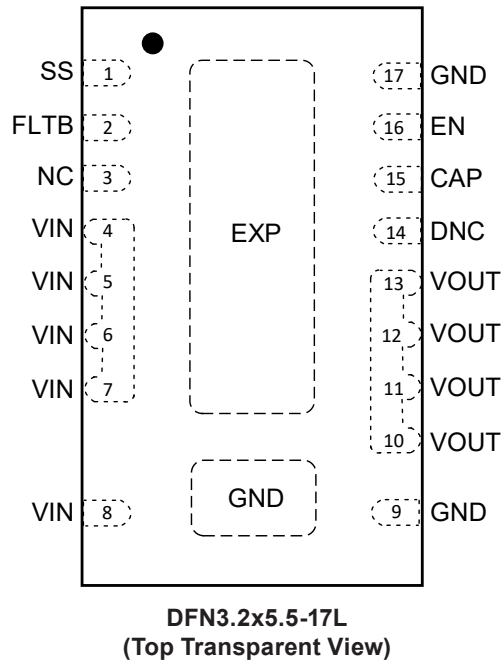 SS 1 17 GND
FLTB 2 16 EN
NC 3 15 CAP
VIN 4 EXP 14 DNC
VIN 5 13 VOUT
VIN 6 12 VOUT
VIN 7 11 VOUT
10 VOUT
VIN 8 GND 9 GND
DFN3.2x5.5-17L
(Top Transparent View)